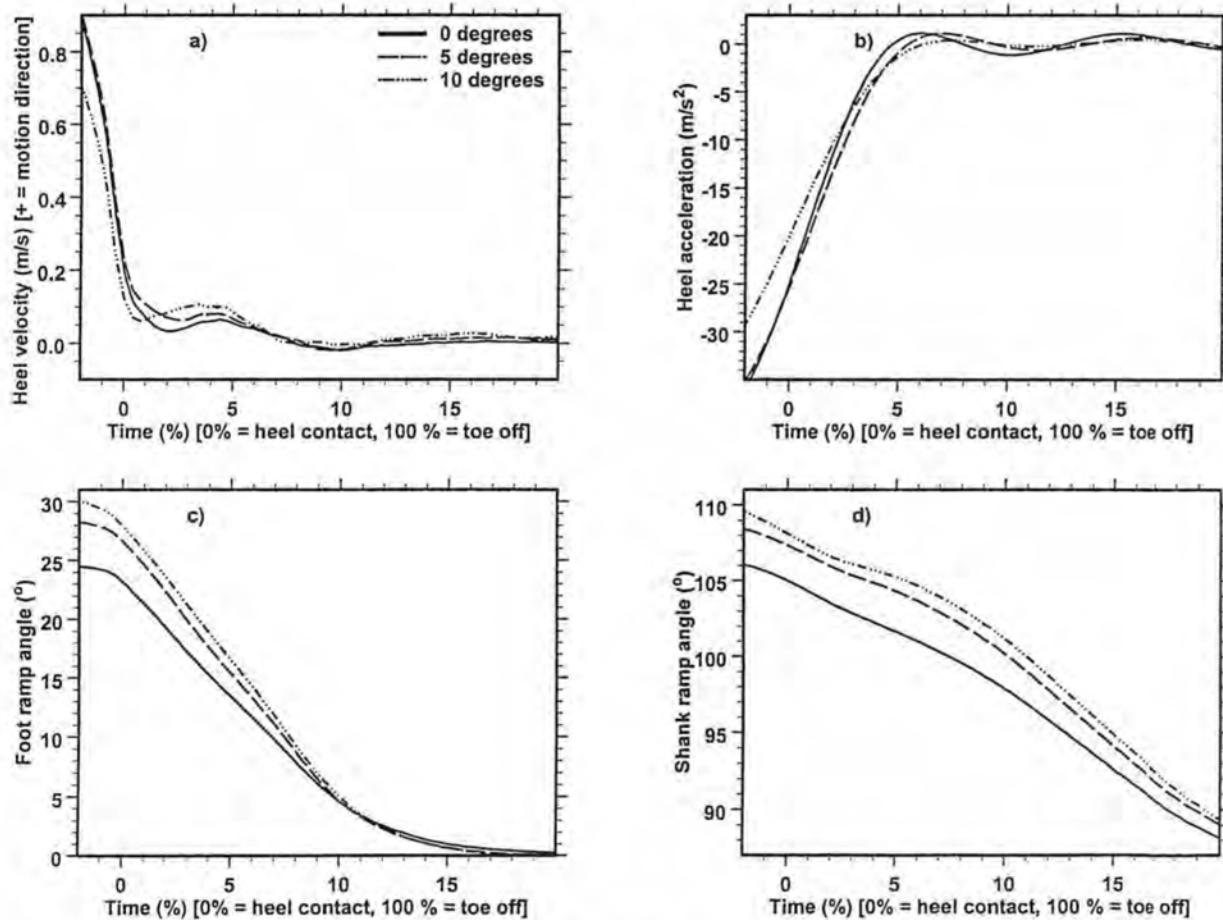 a)
0 degrees
5 degrees
10 degrees
Heel velocity (m/s) [+ = motion direction]
0.8
0.6
0.4
0.2
0.0
0 5 10 15
Time (%) [0% = heel contact, 100 % = toe off]
b)
Heel acceleration (m/s²)
0
-5
-10
-15
-20
-25
-30
0 5 10 15
Time (%) [0% = heel contact, 100 % = toe off]
c)
Foot ramp angle (º)
30
25
20
15
10
5
0
0 5 10 15
Time (%) [0% = heel contact, 100 % = toe off]
d)
Shank ramp angle (º)
110
105
100
95
90
0 5 10 15
Time (%) [0% = heel contact, 100 % = toe off]